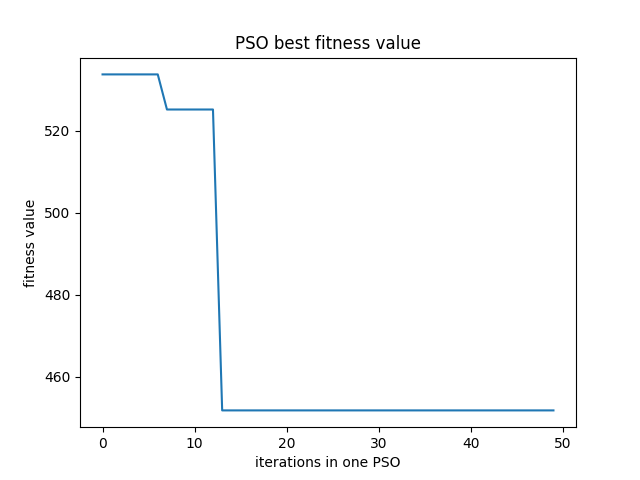 PSO best fitness value
fitness value
520
500
480
460
0 10 20 30 40 50
iterations in one PSO